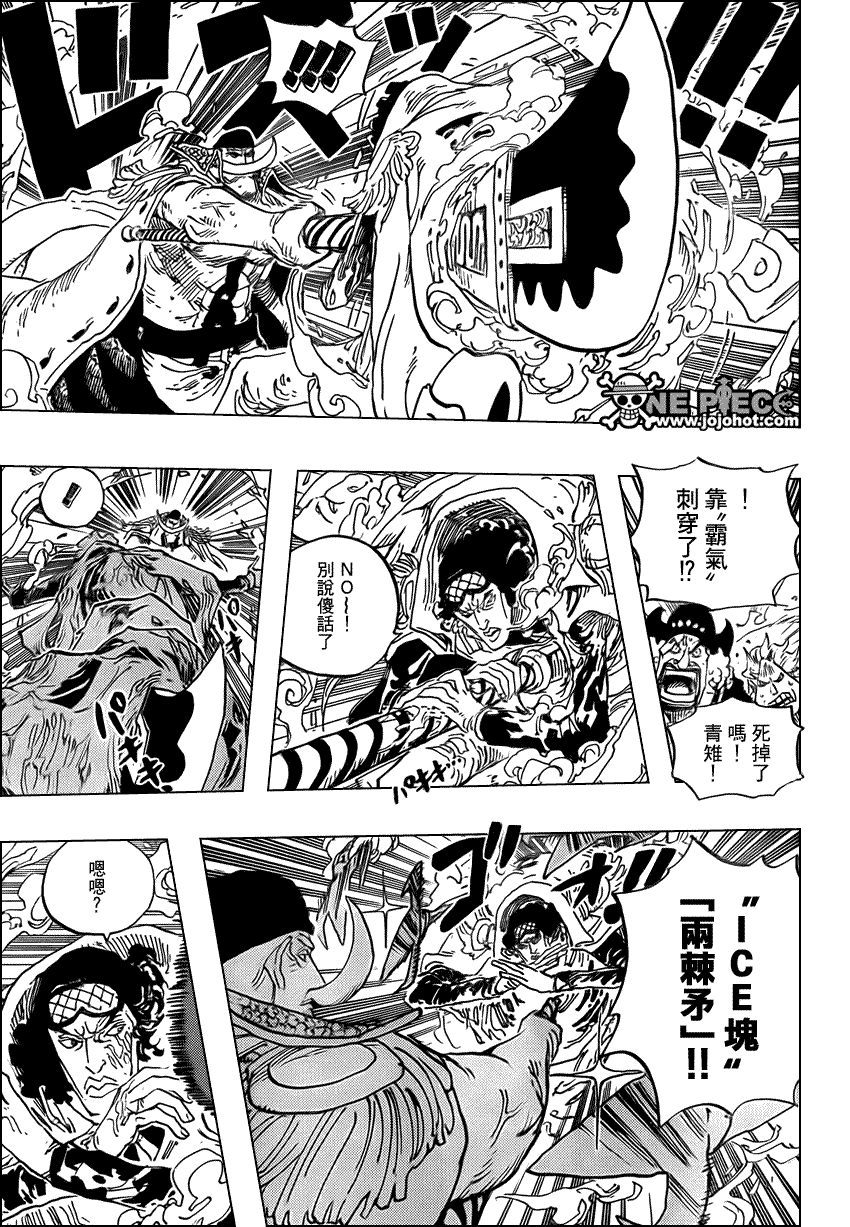 ドン!!
!!!
ONE PIECE
www.jojohot.com
！
靠〝霸氣〞
刺穿了!?
死掉了
嗎！
青雉！
NO~！
別說傻話了
パキキ…
！
パキ
パキ
〝ICE塊〞
「兩棘矛」!!
ゴオ
嗯嗯？